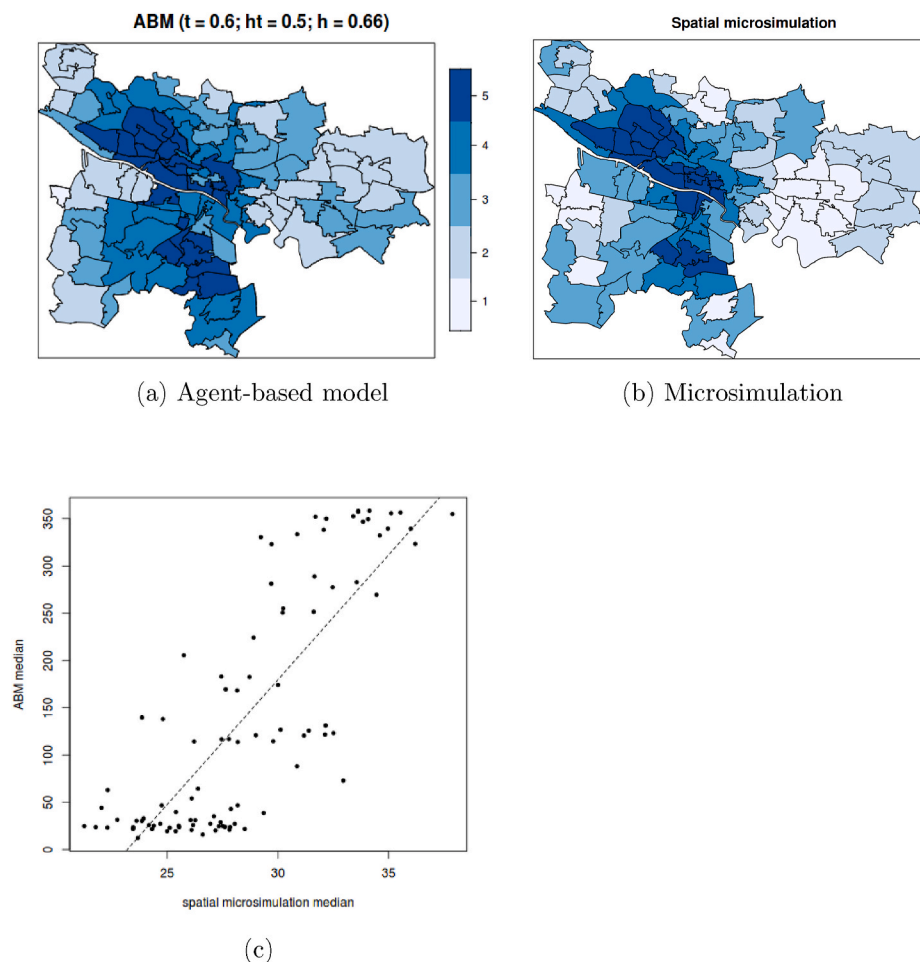 ABM (t = 0.6; ht = 0.5; h = 0.66)
Spatial microsimulation
5
4
3
2
1
(a) Agent-based model
(b) Microsimulation
350
300
250
200
150
100
50
0
ABM median
25 30 35
spatial microsimulation median
(c)